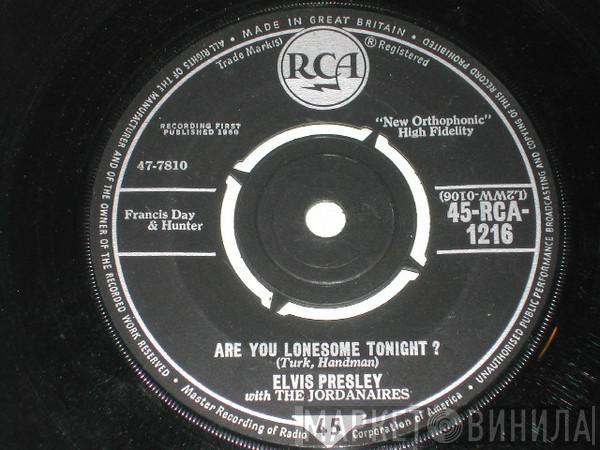 ALL RIGHTS OF THE MANUFACTURER AND OF THE OWNER OF THE RECORDED WORK RESERVED.
• MADE IN GREAT BRITAIN •
UNAUTHORISED PUBLIC PERFORMANCE BROADCASTING AND COPYING OF THIS RECORD PROHIBITED
Trade Mark(s)
® Registered
RCA
RECORDING FIRST
PUBLISHED 1960
"New Orthophonic"
High Fidelity
47-7810
(L2WW-0106)
Francis Day
& Hunter
45-RCA-
1216
ARE YOU LONESOME TONIGHT ?
(Turk, Handman)
ELVIS PRESLEY
with THE JORDANAIRES
Master Recording of Radio Corporation of America
45
МАРКЕТ ВИНИЛА